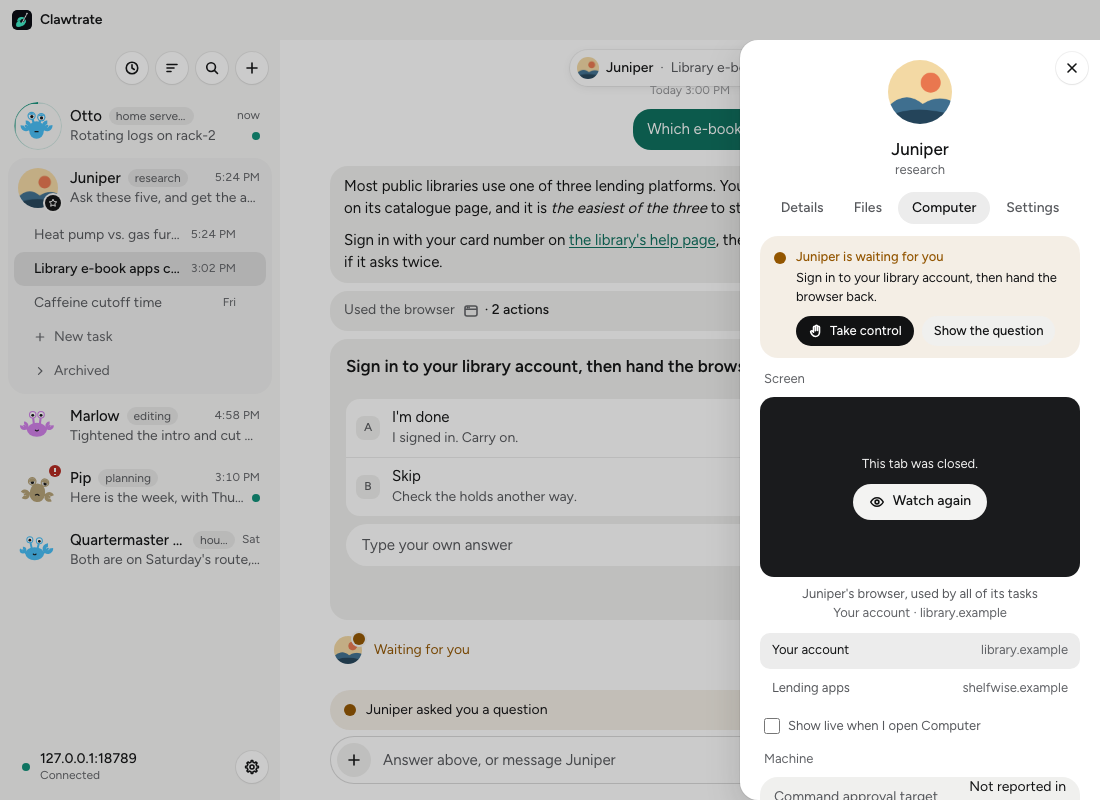 Clawtrate
Otto home serve... now
Rotating logs on rack-2
Juniper research 5:24 PM
Ask these five, and get the a...
Heat pump vs. gas fur... 5:24 PM
Library e-book apps c... 3:02 PM
Caffeine cutoff time Fri
New task
Archived
Marlow editing 4:58 PM
Tightened the intro and cut ...
Pip planning 3:10 PM
Here is the week, with Thu...
Quartermaster ... hou... Sat
Both are on Saturday's route,...
127.0.0.1:18789
Connected
Juniper · Library e-b
Today 3:00 PM
Which e-book
Most public libraries use one of three lending platforms. You
on its catalogue page, and it is the easiest of the three to st
Sign in with your card number on the library's help page, the
if it asks twice.
Used the browser · 2 actions
Sign in to your library account, then hand the brows
A I'm done
I signed in. Carry on.
B Skip
Check the holds another way.
Type your own answer
Waiting for you
Juniper asked you a question
Answer above, or message Juniper
Juniper
research
Details Files Computer Settings
Juniper is waiting for you
Sign in to your library account, then hand the
browser back.
Take control Show the question
Screen
This tab was closed.
Watch again
Juniper's browser, used by all of its tasks
Your account · library.example
Your account library.example
Lending apps shelfwise.example
Show live when I open Computer
Machine
Command approval target Not reported in